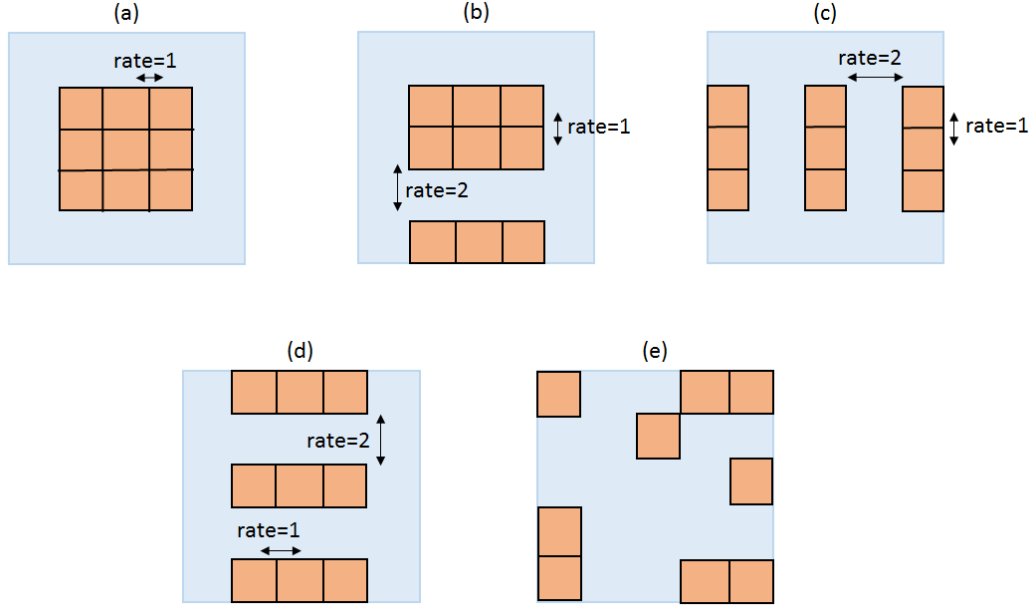 (a)
rate=1
(b)
rate=1
rate=2
(c)
rate=2
rate=1
(d)
rate=2
rate=1
(e)